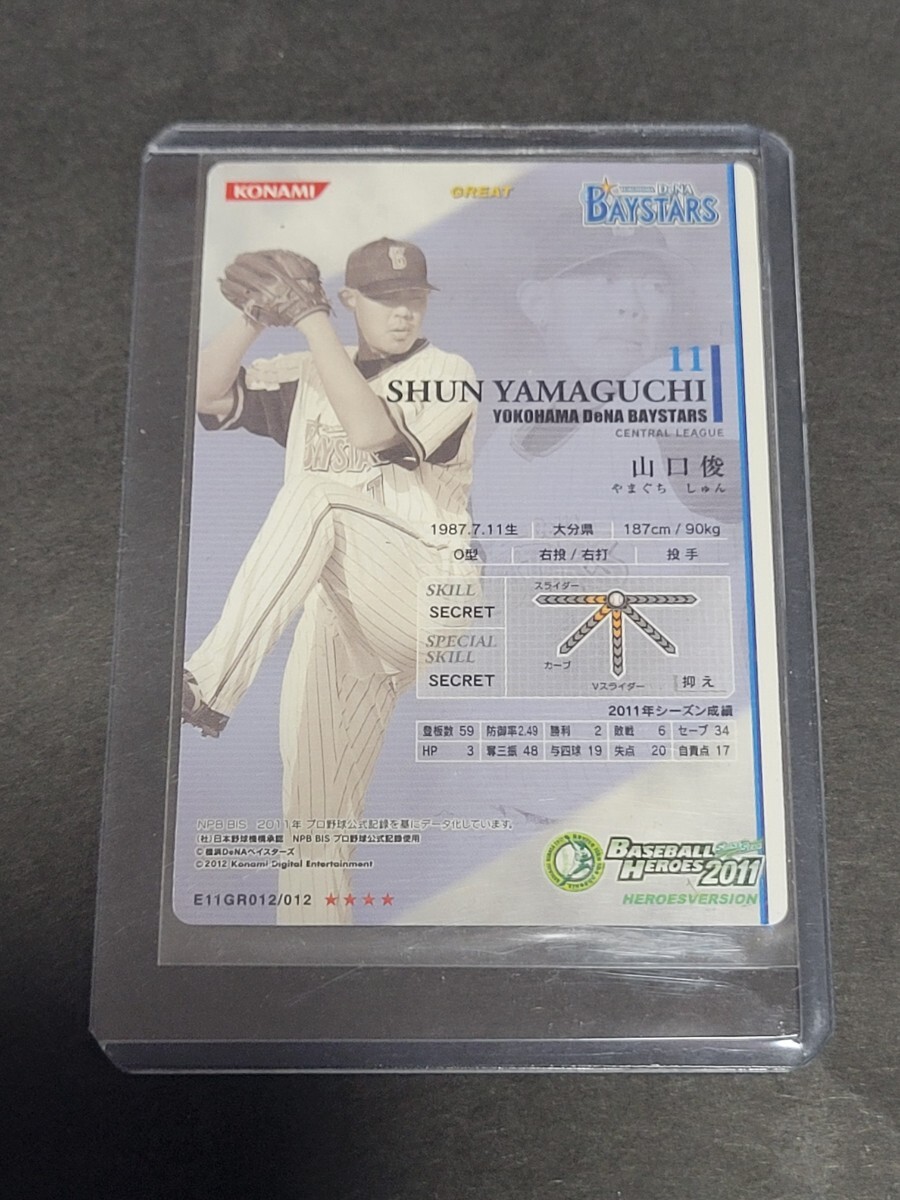 KONAMI
GREAT
YOKOHAMA DeNA
BAYSTARS
11
SHUN YAMAGUCHI
YOKOHAMA DeNA BAYSTARS
CENTRAL LEAGUE
山口俊
やまぐち しゅん
1987.7.11生 大分県 187cm / 90kg
O型 右投 / 右打 投手
SKILL
SECRET
SPECIAL SKILL
SECRET
スライダー
カーブ
Vスライダー
抑え
2011年シーズン成績
登板数 59 防御率 2.49 勝利 2 敗戦 6 セーブ 34
HP 3 奪三振 48 与四球 19 失点 20 自責点 17
NPB BIS 2011年 プロ野球公式記録を基にデータ化しています。
(社)日本野球機構承認 NPB BIS プロ野球公式記録使用
© 横浜DeNAベイスターズ
© 2012 Konami Digital Entertainment
BASEBALL
HEROES 2011
HEROESVERSION
E11GR012/012 ★★★★